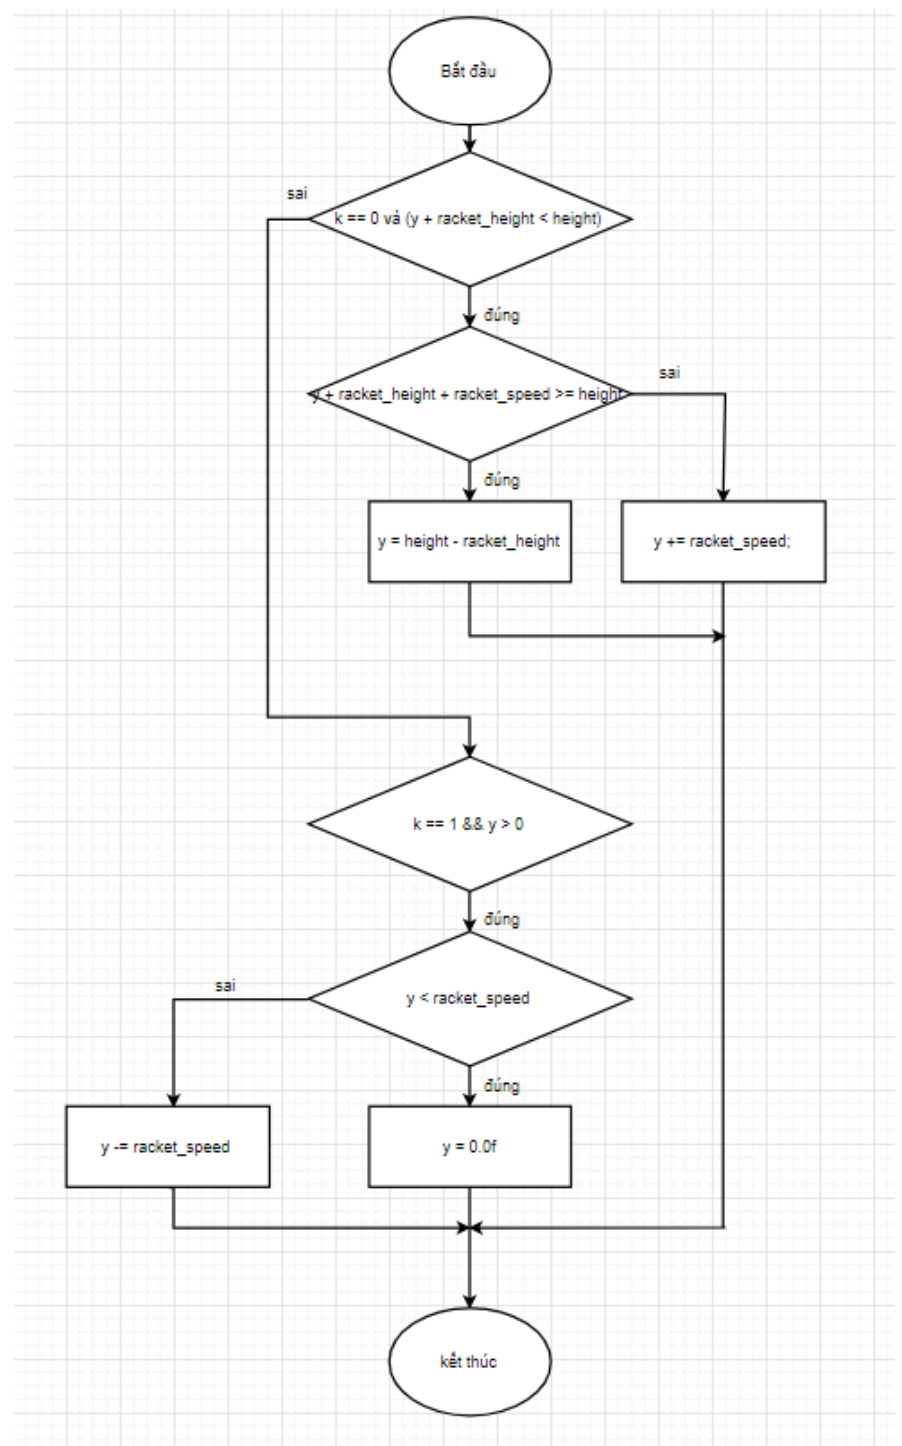 Bắt đầu
sai
k == 0 và (y + racket_height < height)
đúng
sai
y + racket_height + racket_speed >= height
đúng
y = height - racket_height
y += racket_speed;
k == 1 && y > 0
đúng
sai
y < racket_speed
đúng
y -= racket_speed
y = 0.0f
kết thúc